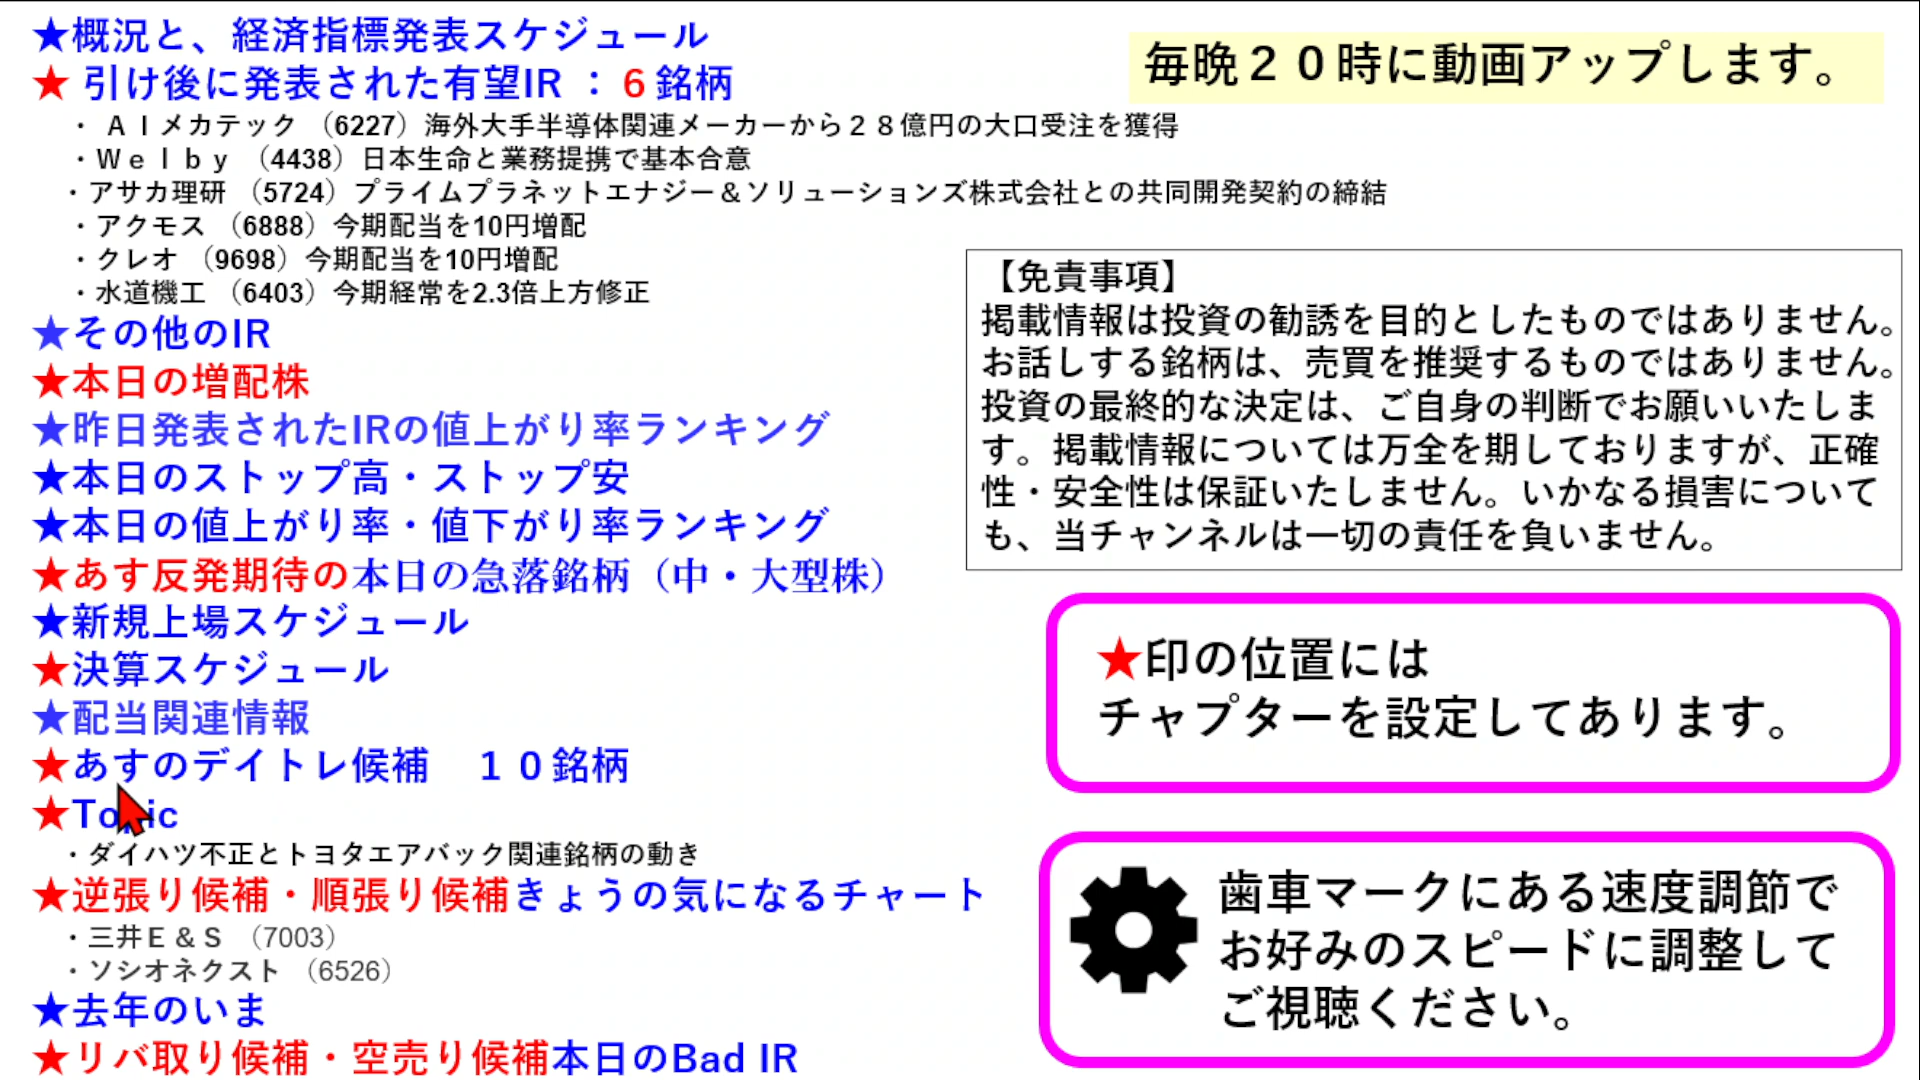 ★概況と、経済指標発表スケジュール
★ 引け後に発表された有望IR ： 6 銘柄
・ ＡＩメカテック （6227）海外大手半導体関連メーカーから２８億円の大口受注を獲得
・Ｗｅｌｂｙ （4438）日本生命と業務提携で基本合意
・アサカ理研 （5724）プライムプラネットエナジー＆ソリューションズ株式会社との共同開発契約の締結
・アクモス （6888）今期配当を10円増配
・クレオ （9698）今期配当を10円増配
・水道機工 （6403）今期経常を2.3倍上方修正
★その他のIR
★本日の増配株
★昨日発表されたIRの値上がり率ランキング
★本日のストップ高・ストップ安
★本日の値上がり率・値下がり率ランキング
★あす反発期待の本日の急落銘柄（中・大型株）
★新規上場スケジュール
★決算スケジュール
★配当関連情報
★あすのデイトレ候補　１０銘柄
★Topic
・ダイハツ不正とトヨタエアバック関連銘柄の動き
★逆張り候補・順張り候補きょうの気になるチャート
・三井Ｅ＆Ｓ （7003）
・ソシオネクスト （6526）
★去年のいま
★リバ取り候補・空売り候補本日のBad IR
毎晩２０時に動画アップします。
【免責事項】
掲載情報は投資の勧誘を目的としたものではありません。
お話しする銘柄は、売買を推奨するものではありません。
投資の最終的な決定は、ご自身の判断でお願いいたしま
す。掲載情報については万全を期しておりますが、正確
性・安全性は保証いたしません。いかなる損害について
も、当チャンネルは一切の責任を負いません。
★印の位置には
チャプターを設定してあります。
歯車マークにある速度調節で
お好みのスピードに調整して
ご視聴ください。